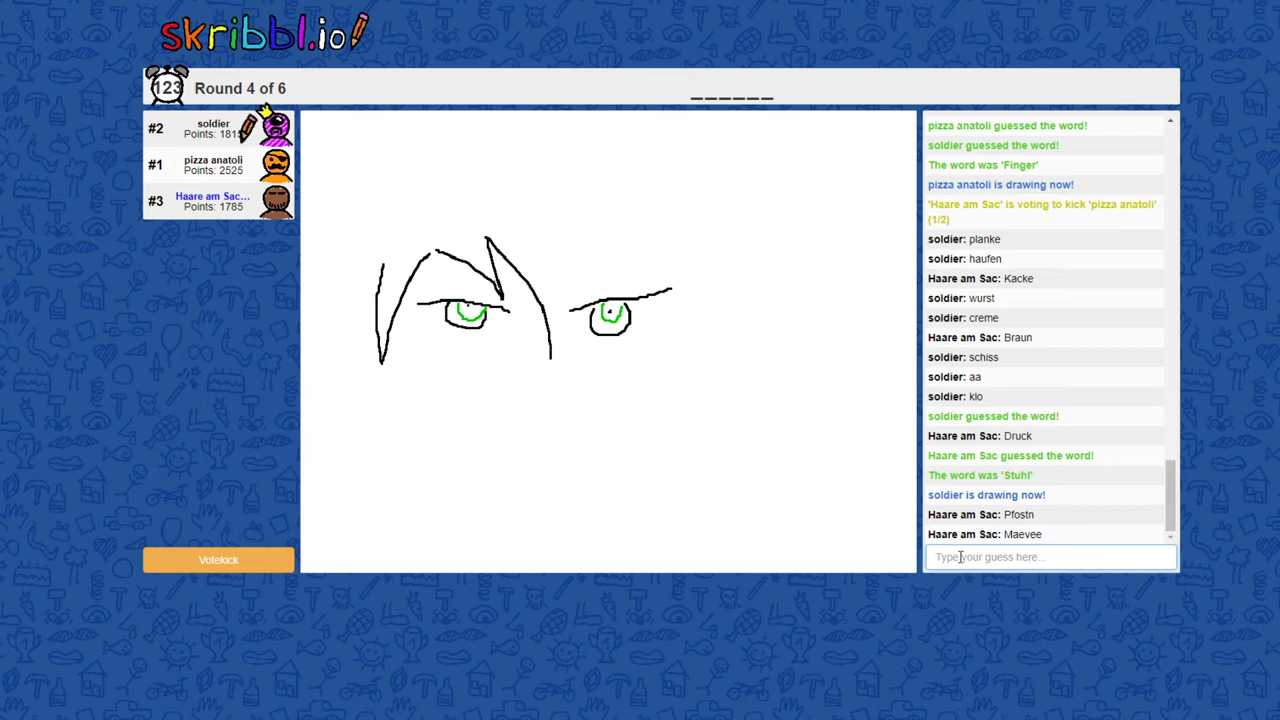 skribbl.io
123
Round 4 of 6
______
#2
soldier
Points: 181
#1
pizza anatoli
Points: 2525
#3
Haare am Sac...
Points: 1785
Votekick
pizza anatoli guessed the word!
soldier guessed the word!
The word was 'Finger'
pizza anatoli is drawing now!
'Haare am Sac' is voting to kick 'pizza anatoli'
(1/2)
soldier: planke
soldier: haufen
Haare am Sac: Kacke
soldier: wurst
soldier: creme
Haare am Sac: Braun
soldier: schiss
soldier: aa
soldier: klo
soldier guessed the word!
Haare am Sac: Druck
Haare am Sac guessed the word!
The word was 'Stuhl'
soldier is drawing now!
Haare am Sac: Pfostn
Haare am Sac: Maevee
Type your guess here...